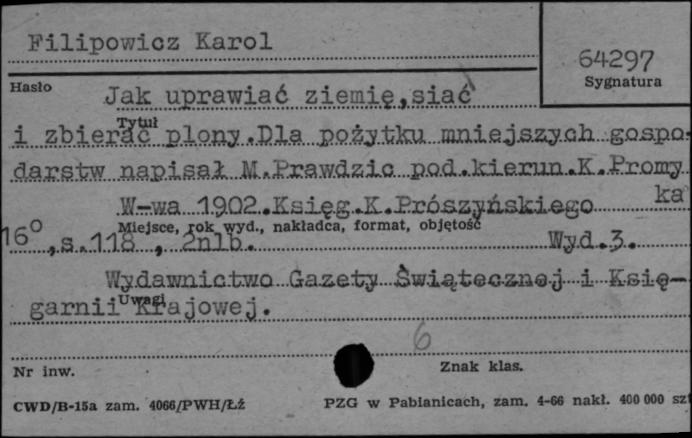 Filipowicz Karol
64297
Hasło
Sygnatura
Jak uprawiać ziemię,siać
Tytuł
i zbierać plony.Dla pożytku mniejszych gospo-
darstw napisał M.Prawdzic pod.kierun.K.Promy
ka
W-wa 1902.Księg.K.Prószyńskiego
Miejsce, rok wyd., nakładca, format, objętość
16°,s.118 , 2nlb. Wyd.3.
Wydawnictwo Gazety Świątecznej i Księ-
Uwagi
garnii Krajowej.
6
Nr inw. Znak klas.
CWD/B-15a zam. 4066/PWH/Łź PZG w Pabianicach, zam. 4-66 nakł. 400 000 szt